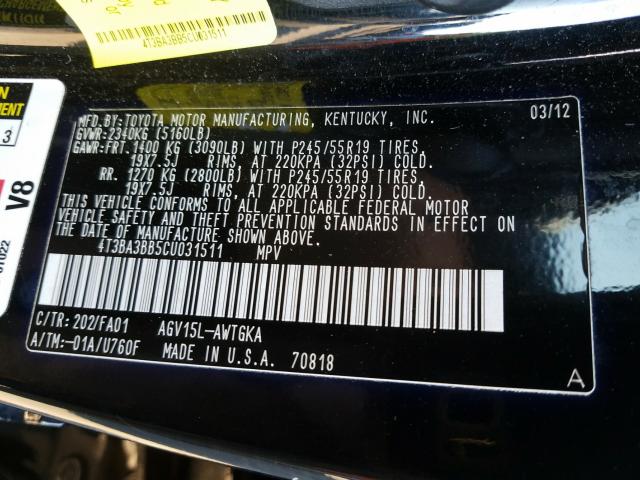 4T3BA3BB5CU031511
MFD.BY:TOYOTA MOTOR MANUFACTURING, KENTUCKY, INC. 03/12
GVWR: 2340KG (5160LB)
GAWR:FRT.1400 KG (3090LB) WITH P245/55R19 TIRES,
19X7.5J RIMS, AT 220KPA (32PSI) COLD.
RR. 1270 KG (2800LB) WITH P245/55R19 TIRES,
19X7.5J RIMS, AT 220KPA (32PSI) COLD.
THIS VEHICLE CONFORMS TO ALL APPLICABLE FEDERAL MOTOR
VEHICLE SAFETY AND THEFT PREVENTION STANDARDS IN EFFECT ON
THE DATE OF MANUFACTURE SHOWN ABOVE.
4T3BA3BB5CU031511 MPV
C/TR:202/FA01 AGV15L-AWTGKA
A/TM:-01A/U760F MADE IN U.S.A. 70818
A
3
V8